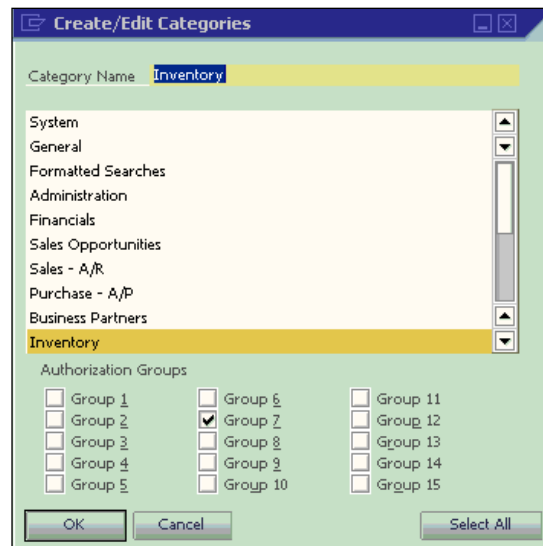 Create/Edit Categories
Category Name Inventory
System
General
Formatted Searches
Administration
Financials
Sales Opportunities
Sales - A/R
Purchase - A/P
Business Partners
Inventory
Authorization Groups
Group 1 Group 6 Group 11
Group 2 Group 7 Group 12
Group 3 Group 8 Group 13
Group 4 Group 9 Group 14
Group 5 Group 10 Group 15
OK Cancel Select All